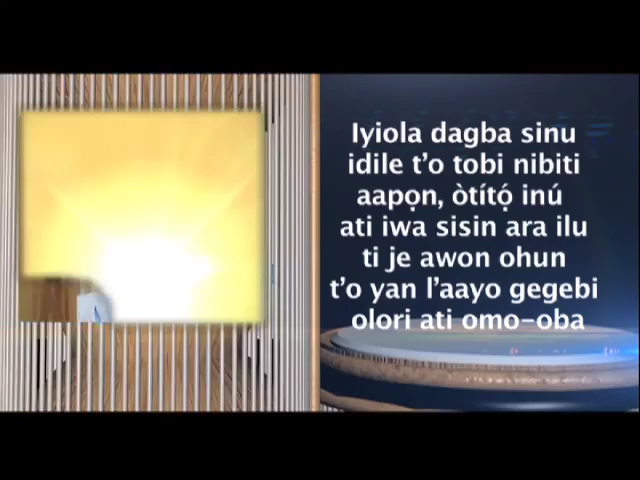 Iyiola dagba sinu
idile t'o tobi nibiti
aapọn, òtítọ́ inú
ati iwa sisin ara ilu
ti je awon ohun
t'o yan l'aayo gegebi
olori ati omo-oba